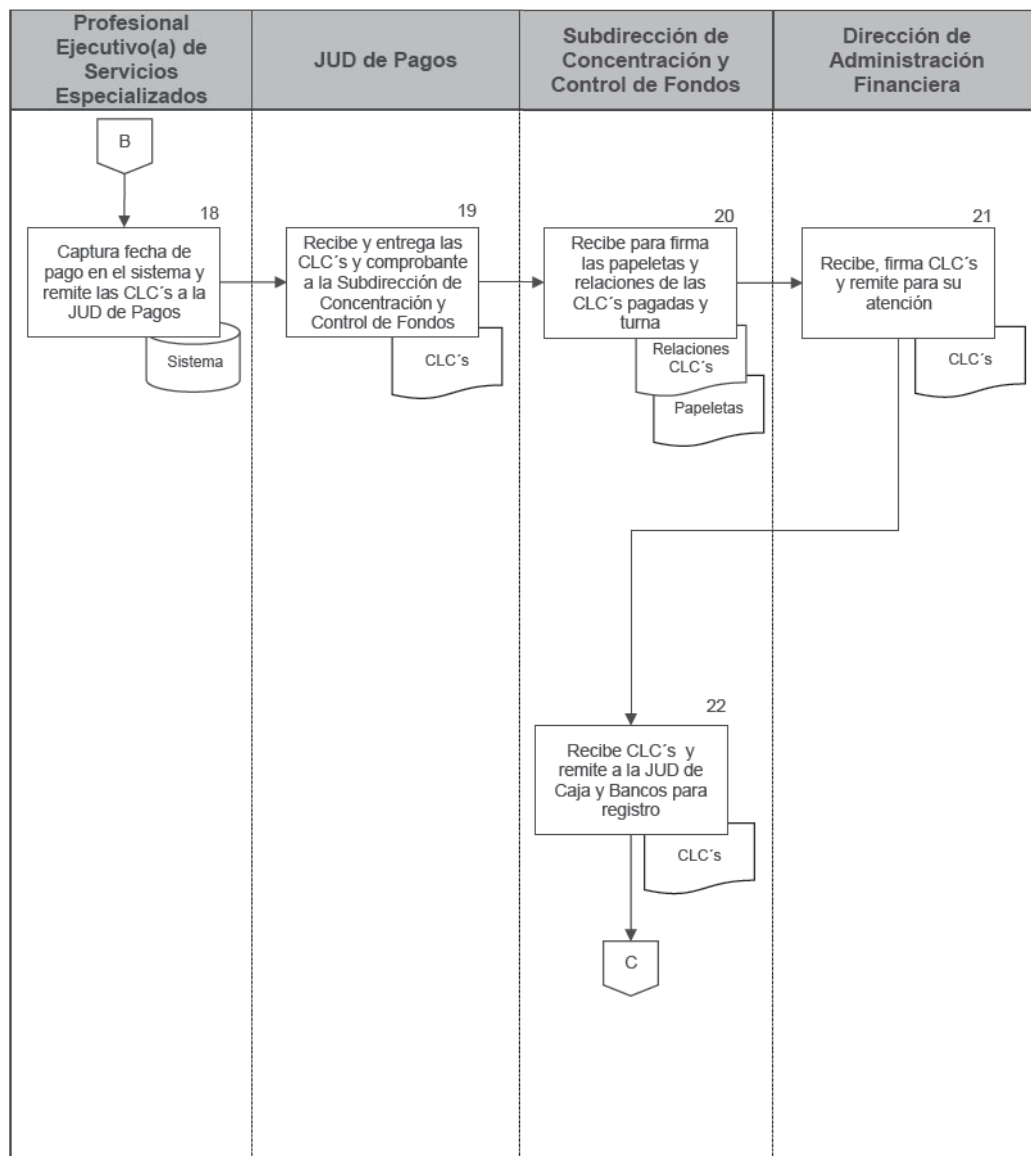 Profesional
Ejecutivo(a) de
Servicios
Especializados
JUD de Pagos
Subdirección de
Concentración y
Control de Fondos
Dirección de
Administración
Financiera
B
18
Captura fecha de
pago en el sistema y
remite las CLC´s a la
JUD de Pagos
Sistema
19
Recibe y entrega las
CLC´s y comprobante
a la Subdirección de
Concentración y
Control de Fondos
CLC´s
20
Recibe para firma
las papeletas y
relaciones de las
CLC´s pagadas y
turna
Relaciones
CLC´s
Papeletas
21
Recibe, firma CLC´s
y remite para su
atención
CLC´s
22
Recibe CLC´s y
remite a la JUD de
Caja y Bancos para
registro
CLC´s
C